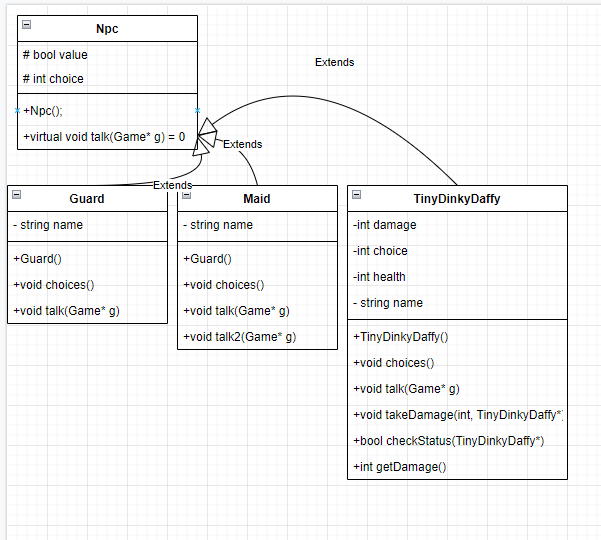 Npc
# bool value
# int choice
+Npc();
+virtual void talk(Game* g) = 0
Extends
Extends
Extends
Guard
- string name
+Guard()
+void choices()
+void talk(Game* g)
Maid
- string name
+Guard()
+void choices()
+void talk(Game* g)
+void talk2(Game* g)
TinyDinkyDaffy
-int damage
-int choice
-int health
- string name
+TinyDinkyDaffy()
+void choices()
+void talk(Game* g)
+void takeDamage(int, TinyDinkyDaffy*
+bool checkStatus(TinyDinkyDaffy*)
+int getDamage()